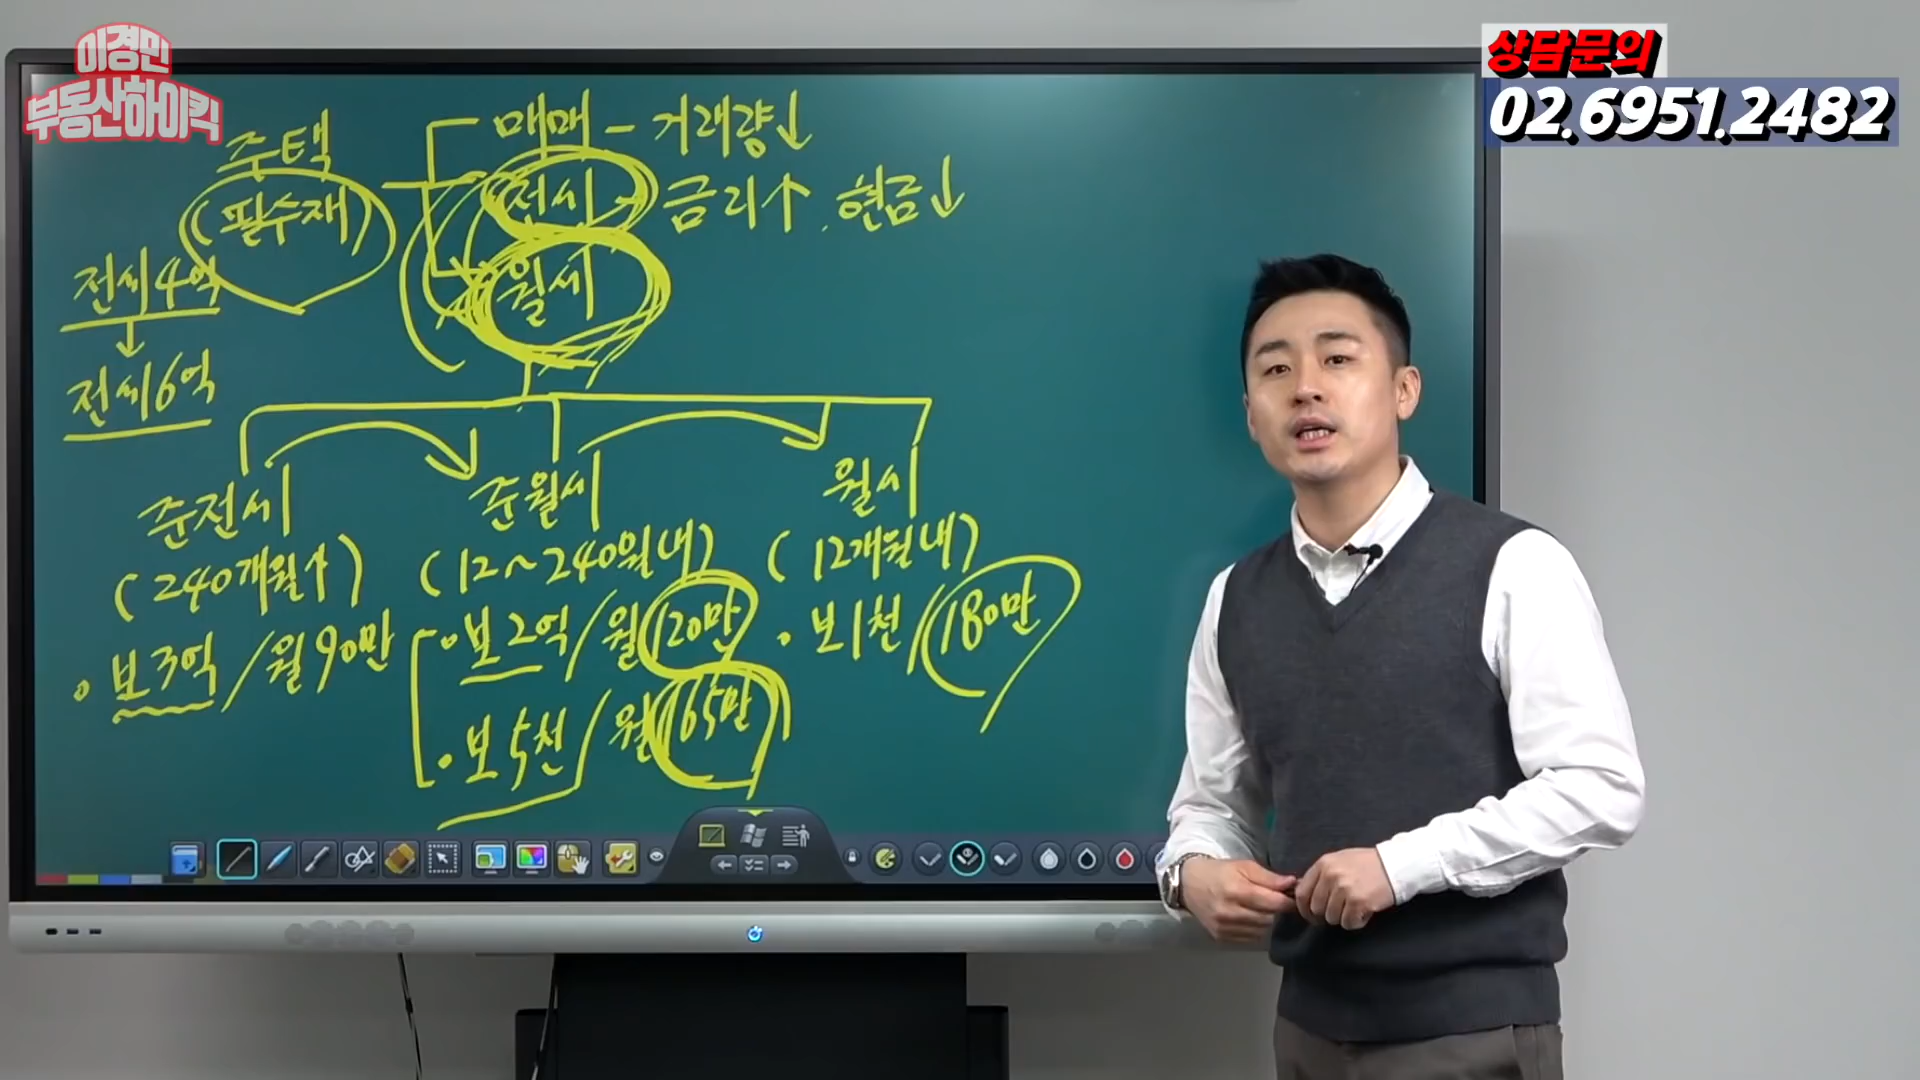 이경민
부동산하이킥
상담문의
02.6951.2482
주택
(필수재)
매매 - 거래량↓
전세 금리↑. 현금↓
월세
전세4억
↓
전세6억
준전세
(240개월↑)
• 보3억/월90만
준월세
(12~240월내)
• 보2억/월120만
• 보5천/월165만
월세
(12개월내)
• 보1천/180만